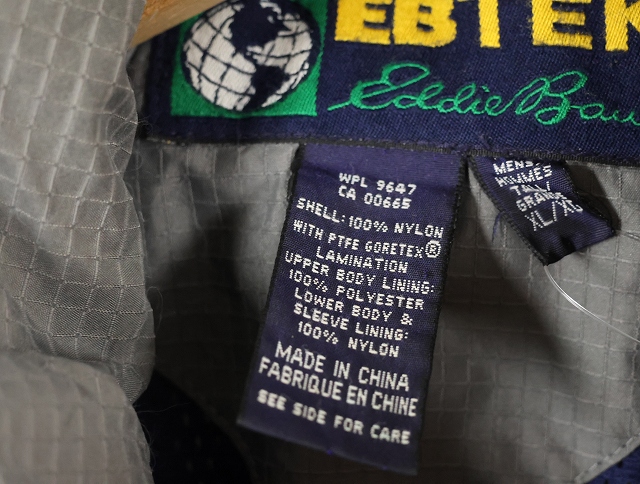 EBTEK
Eddie Bau
WPL 9647
CA 00665
SHELL: 100% NYLON
WITH PTFE GORETEX®
LAMINATION
UPPER BODY LINING:
100% POLYESTER
LOWER BODY &
SLEEVE LINING:
100% NYLON
MADE IN CHINA
FABRIQUE EN CHINE
SEE SIDE FOR CARE
MENS
HOMMES
TALL
GRAND
XL/XG